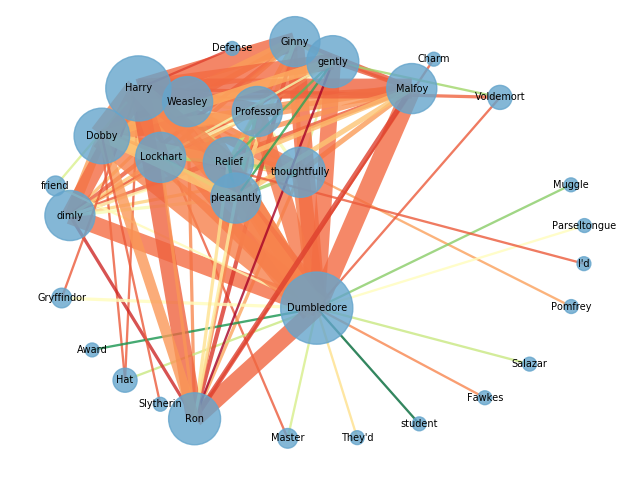 Ginny
Defense
gently
Charm
Harry
Malfoy
Voldemort
Weasley
Professor
Dobby
Lockhart
Relief
thoughtfully
friend
Muggle
pleasantly
dimly
Parseltongue
I'd
Gryffindor
Pomfrey
Dumbledore
Award
Salazar
Hat
Fawkes
Slytherin
Ron
student
Master
They'd